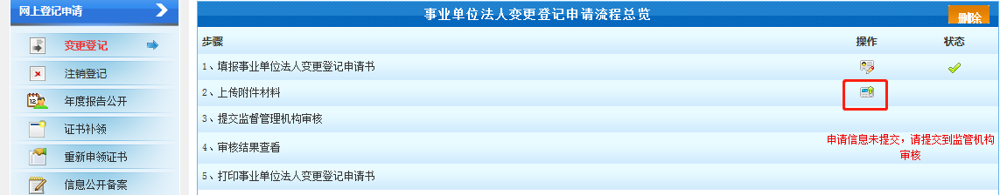 网上登记申请
变更登记
注销登记
年度报告公开
证书补领
重新申领证书
信息公开备案
事业单位法人变更登记申请流程总览
删除
步骤 操作 状态
1、填报事业单位法人变更登记申请书
2、上传附件材料
3、提交监督管理机构审核
4、审核结果查看
申请信息未提交，请提交到监管机构
审核
5、打印事业单位法人变更登记申请书